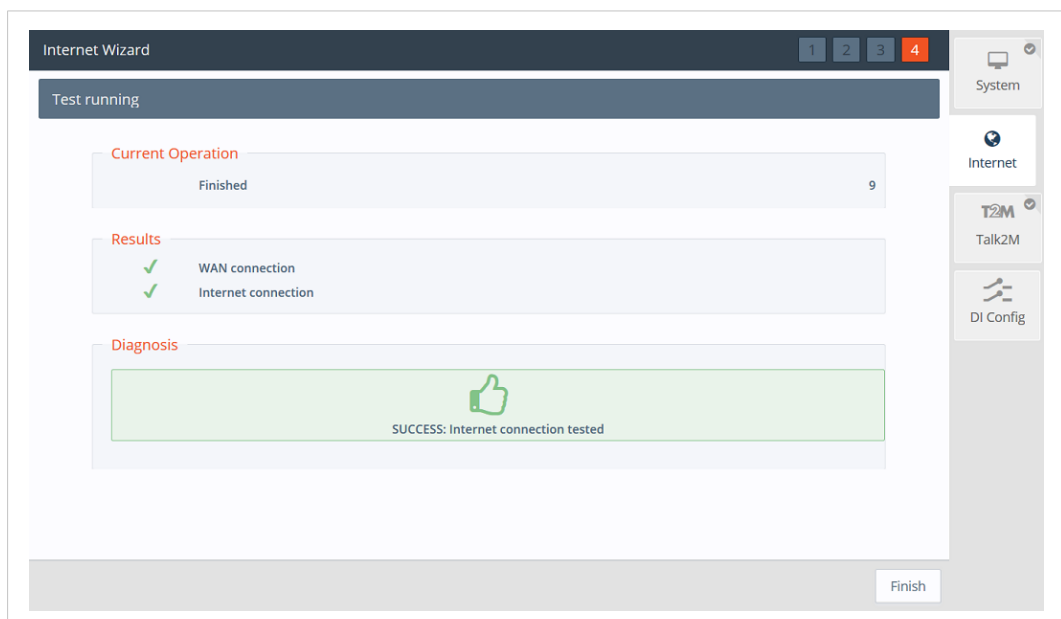 Internet Wizard
1 2 3 4
System
Test running
Current Operation
Finished 9
Internet
Results
WAN connection
Internet connection
T2M
Talk2M
Diagnosis
SUCCESS: Internet connection tested
DI Config
Finish